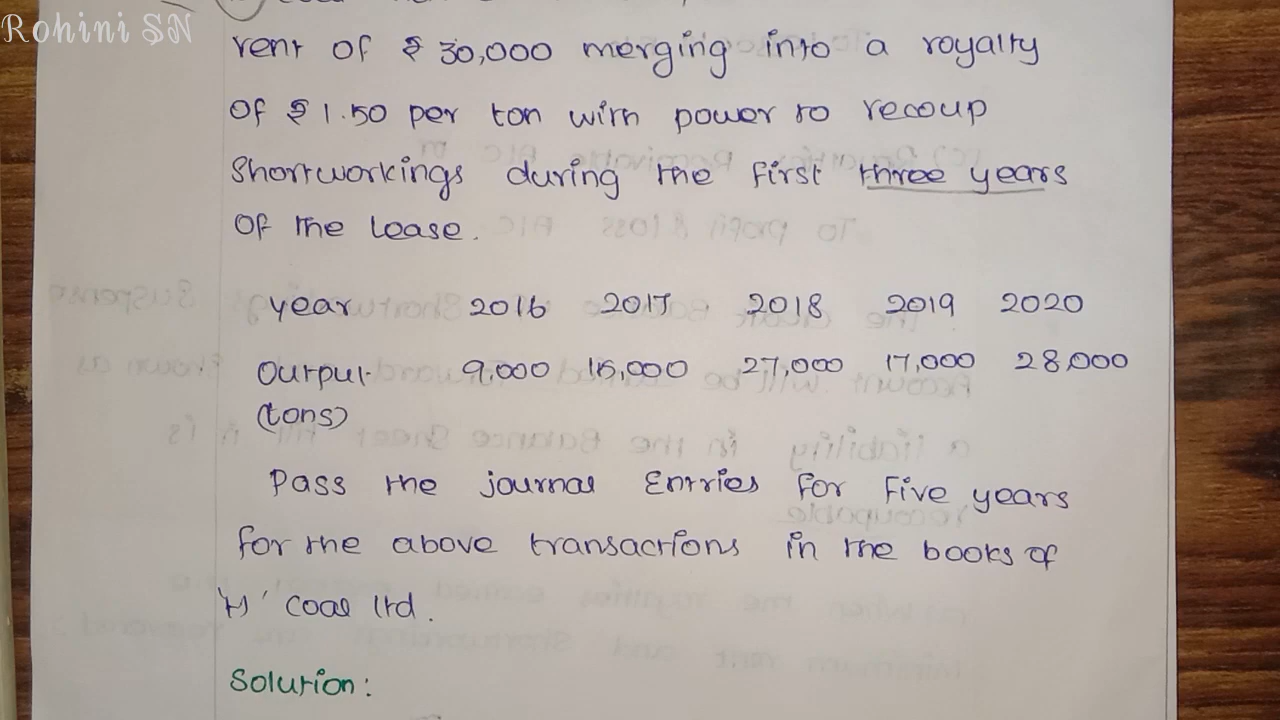 Rohini SN
rent of ₹ 30,000 merging into a royalty
of ₹ 1.50 per ton with power to recoup
Shortworkings during the first three years
of the lease.
year 2016 2017 2018 2019 2020
Output 9,000 15,000 27,000 17,000 28,000
(tons)
Pass the journal Entries for Five years
for the above transactions in the books of
Coal ltd.
Solution: